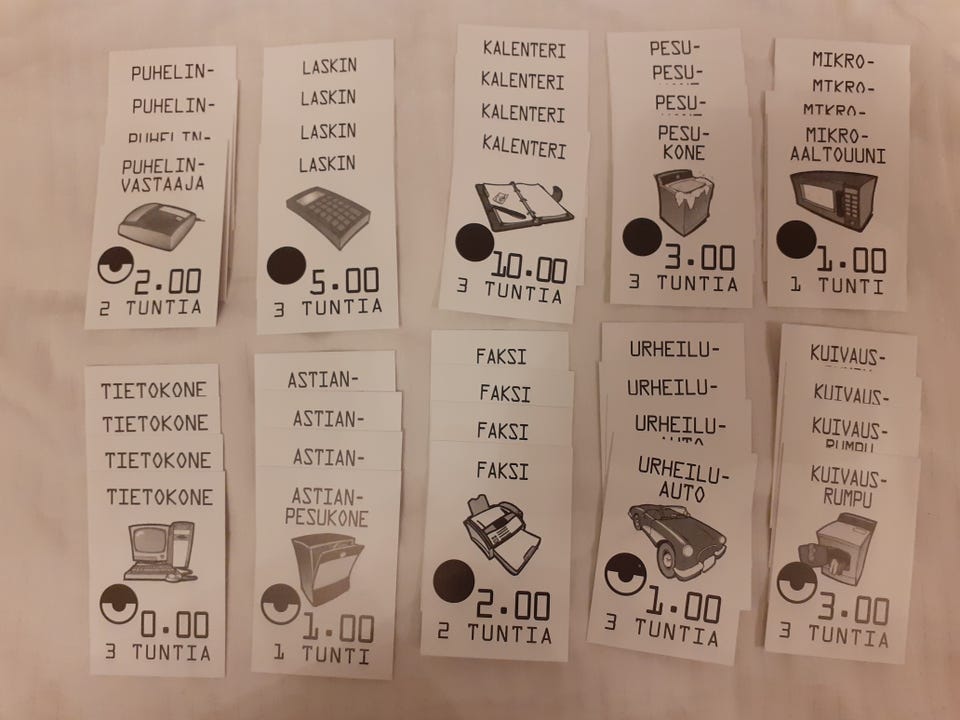 PUHELIN-
PUHELIN-
PUHELIN-
PUHELIN-
VASTAAJA
2.00
2 TUNTIA
LASKIN
LASKIN
LASKIN
LASKIN
5.00
3 TUNTIA
KALENTERI
KALENTERI
KALENTERI
KALENTERI
10.00
3 TUNTIA
PESU-
PESU-
PESU-
PESU-
KONE
3.00
3 TUNTIA
MIKRO-
MIKRO-
MIKRO-
MIKRO-
AALTOUUNI
1.00
1 TUNTI
TIETOKONE
TIETOKONE
TIETOKONE
TIETOKONE
0.00
3 TUNTIA
ASTIAN-
ASTIAN-
ASTIAN-
ASTIAN-
PESUKONE
1.00
1 TUNTI
FAKSI
FAKSI
FAKSI
FAKSI
2.00
2 TUNTIA
URHEILU-
URHEILU-
URHEILU-
AUTO
URHEILU-
AUTO
1.00
3 TUNTIA
KUIVAUS-
KUIVAUS-
KUIVAUS-
RUMPU
KUIVAUS-
RUMPU
3.00
3 TUNTIA